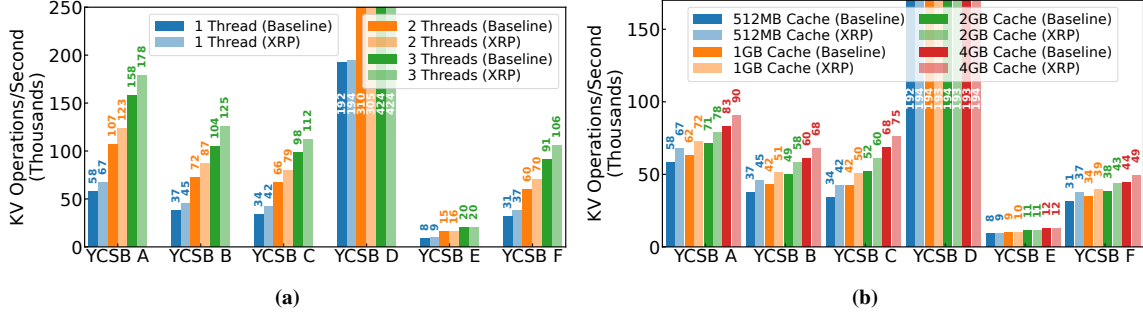 250
200
150
100
50
0
KV Operations/Second
(Thousands)
1 Thread (Baseline)
1 Thread (XRP)
2 Threads (Baseline)
2 Threads (XRP)
3 Threads (Baseline)
3 Threads (XRP)
58 67 107 123 158 178
37 45 72 87 104 125
34 42 66 79 98 112
192 194 310 305 424 424
8 9 15 16 20 20
31 37 60 70 91 106
YCSB A YCSB B YCSB C YCSB D YCSB E YCSB F
(a)
150
100
50
0
KV Operations/Second
(Thousands)
512MB Cache (Baseline)
512MB Cache (XRP)
1GB Cache (Baseline)
1GB Cache (XRP)
2GB Cache (Baseline)
2GB Cache (XRP)
4GB Cache (Baseline)
4GB Cache (XRP)
58 67 62 72 71 78 83 90
37 45 42 51 49 58 60 68
34 42 42 50 52 60 68 75
192 194 194 193 194 193 193 194
8 9 9 10 11 11 12 12
31 37 34 39 38 43 44 49
YCSB A YCSB B YCSB C YCSB D YCSB E YCSB F
(b)